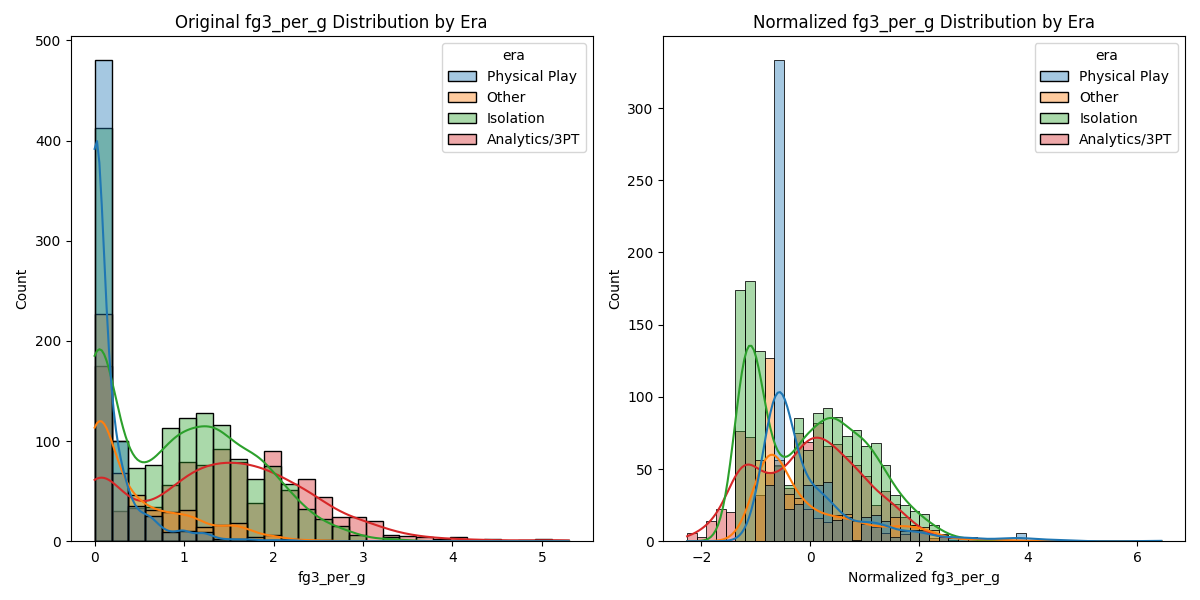 Original fg3_per_g Distribution by Era
500
400
300
200
100
0
Count
0 1 2 3 4 5
fg3_per_g
era
Physical Play
Other
Isolation
Analytics/3PT
Normalized fg3_per_g Distribution by Era
300
250
200
150
100
50
0
Count
−2 0 2 4 6
Normalized fg3_per_g
era
Physical Play
Other
Isolation
Analytics/3PT